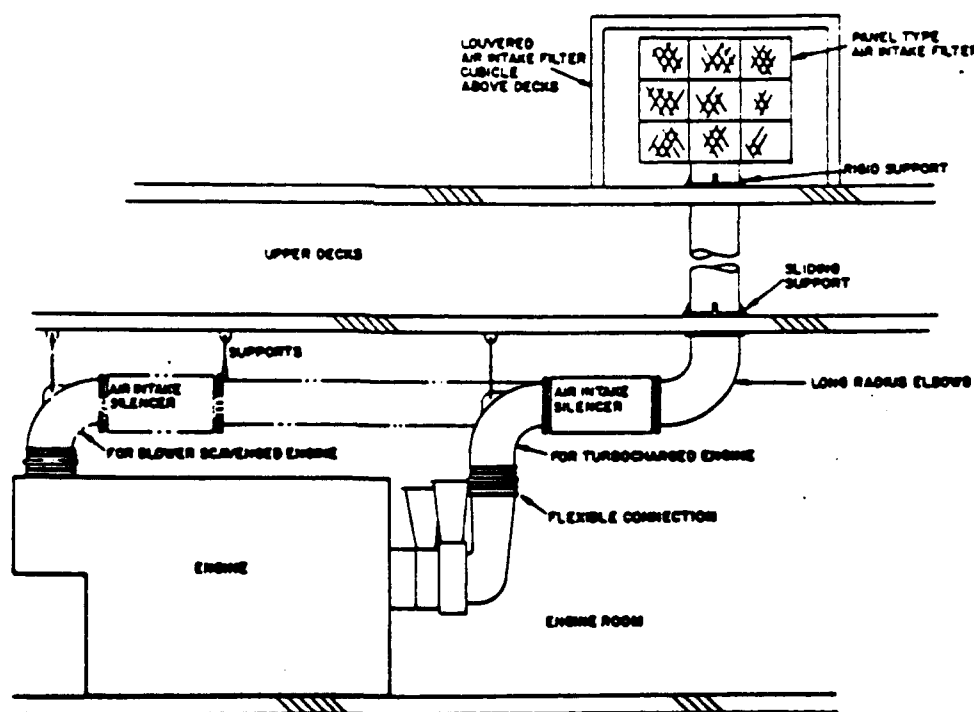 LOUVERED
AIR INTAKE FILTER
CUBICLE
ABOVE DECKS
PANEL TYPE
AIR INTAKE FILTER
RIGID SUPPORT
UPPER DECKS
SLIDING
SUPPORT
SUPPORTS
AIR INTAKE
SILENCER
AIR INTAKE
SILENCER
LONG RADIUS ELBOWS
FOR BLOWER SCAVENGED ENGINE
FOR TURBOCHARGED ENGINE
FLEXIBLE CONNECTION
ENGINE
ENGINE ROOM